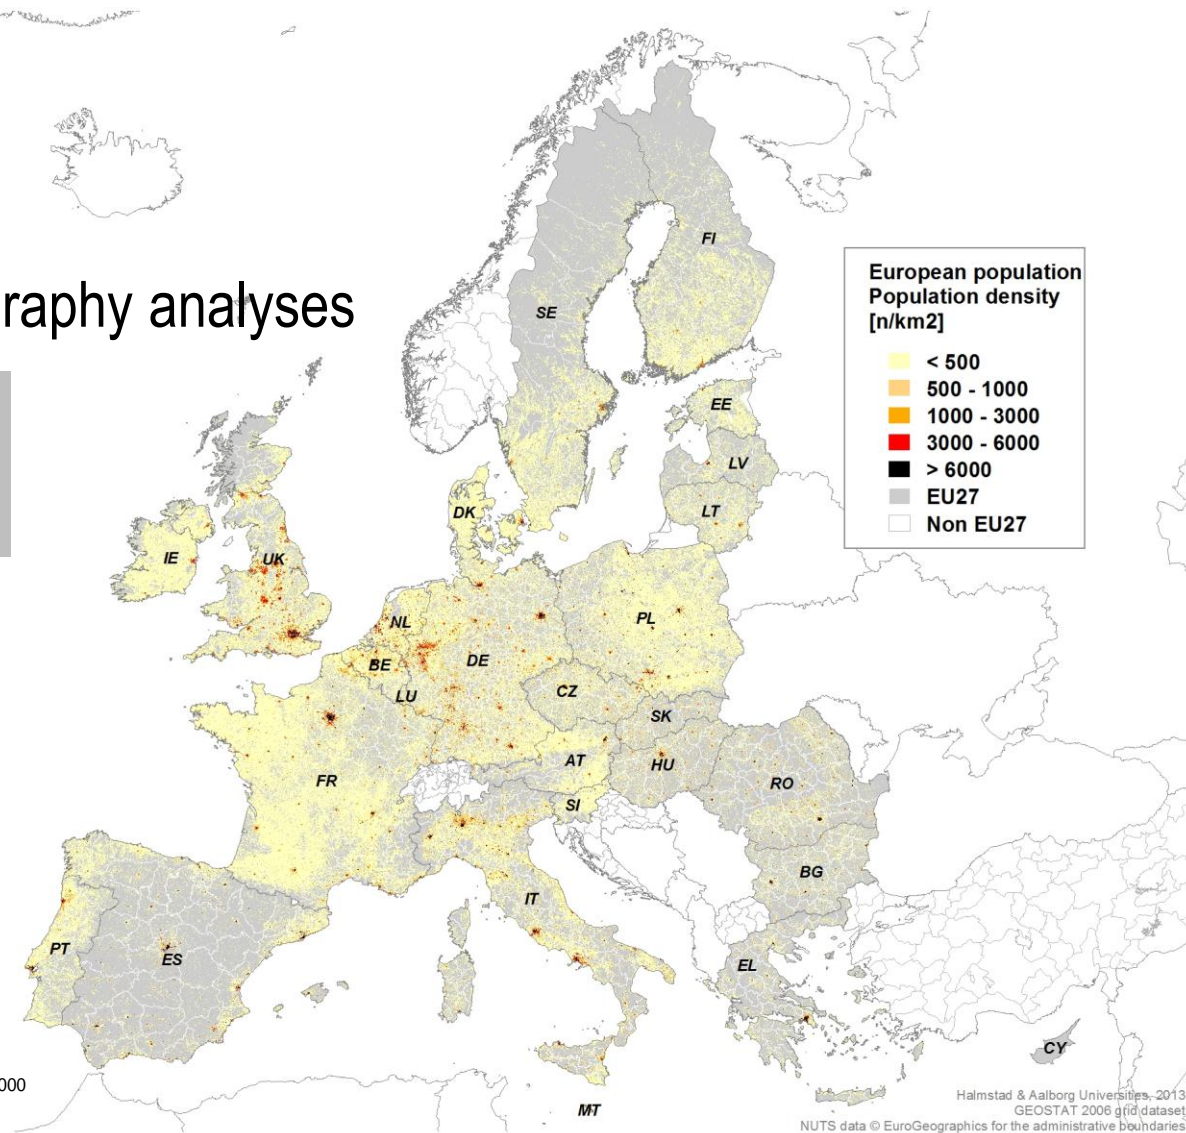 raphy analyses
European population
Population density
[n/km2]
< 500
500 - 1000
1000 - 3000
3000 - 6000
> 6000
EU27
Non EU27
FI
SE
EE
LV
LT
DK
IE
UK
NL
PL
BE
DE
LU
CZ
SK
AT
HU
FR
SI
RO
BG
IT
PT
ES
EL
CY
MT
000
Halmstad & Aalborg Universities, 2013
GEOSTAT 2006 grid dataset
NUTS data © EuroGeographics for the administrative boundaries